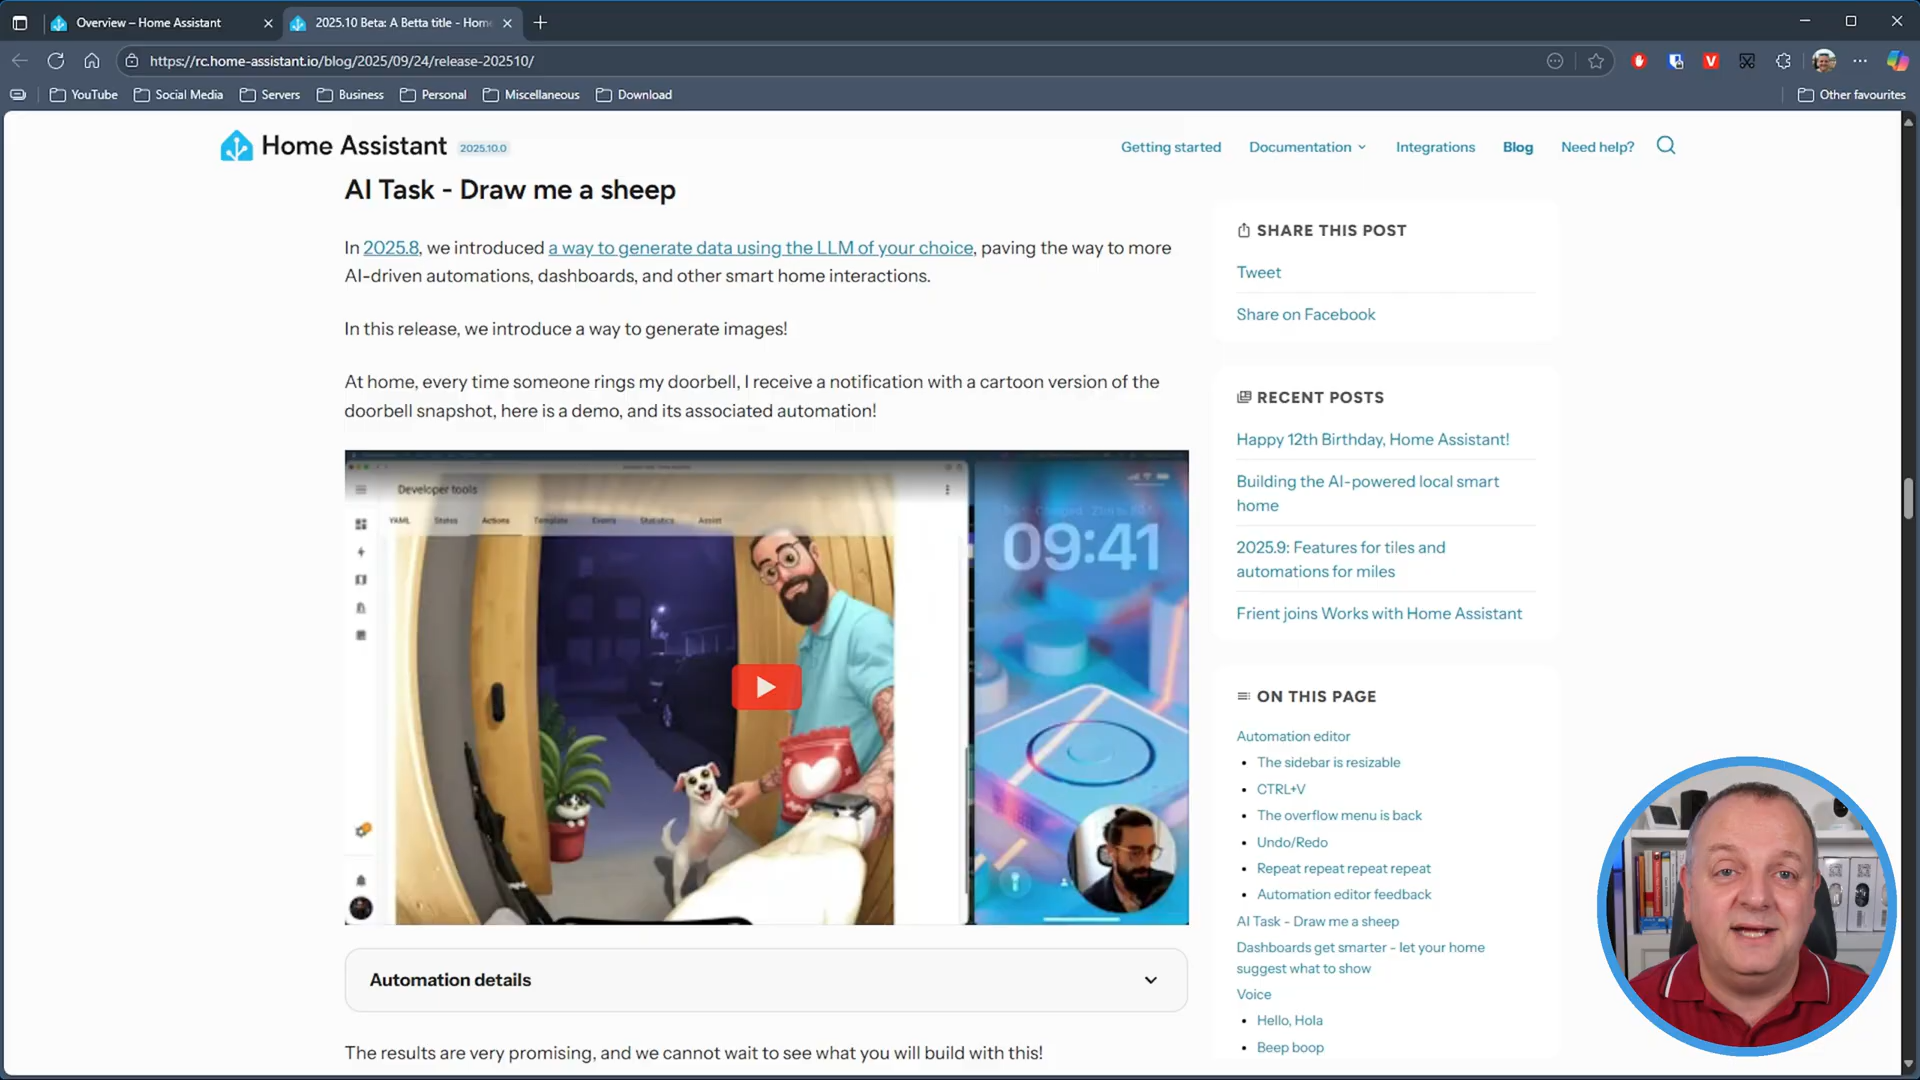 Overview – Home Assistant
2025.10 Beta: A Betta title - Hom
https://rc.home-assistant.io/blog/2025/09/24/release-202510/
YouTube
Social Media
Servers
Business
Personal
Miscellaneous
Download
Other favourites
Home Assistant 2025.10.0
Getting started
Documentation
Integrations
Blog
Need help?
AI Task - Draw me a sheep
In 2025.8, we introduced a way to generate data using the LLM of your choice, paving the way to more
AI-driven automations, dashboards, and other smart home interactions.
In this release, we introduce a way to generate images!
At home, every time someone rings my doorbell, I receive a notification with a cartoon version of the
doorbell snapshot, here is a demo, and its associated automation!
Developer tools
YAML States Actions Template Events Statistics Assist
09:41
Automation details
The results are very promising, and we cannot wait to see what you will build with this!
SHARE THIS POST
Tweet
Share on Facebook
RECENT POSTS
Happy 12th Birthday, Home Assistant!
Building the AI-powered local smart
home
2025.9: Features for tiles and
automations for miles
Frient joins Works with Home Assistant
ON THIS PAGE
Automation editor
• The sidebar is resizable
• CTRL+V
• The overflow menu is back
• Undo/Redo
• Repeat repeat repeat repeat
• Automation editor feedback
AI Task - Draw me a sheep
Dashboards get smarter - let your home
suggest what to show
Voice
• Hello, Hola
• Beep boop